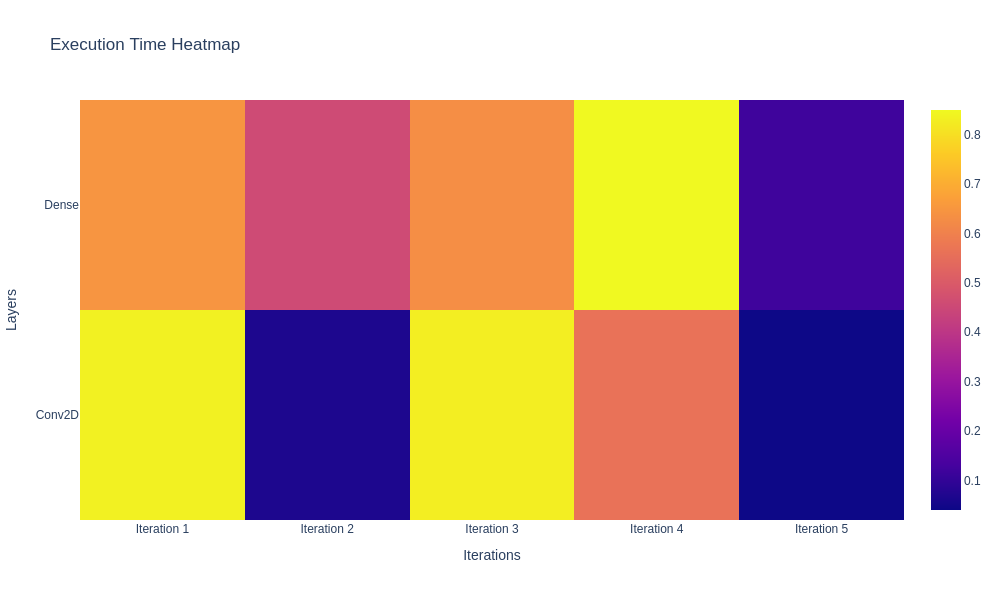 Execution Time Heatmap
Layers
Dense
Conv2D
Iteration 1
Iteration 2
Iteration 3
Iteration 4
Iteration 5
Iterations
0.8
0.7
0.6
0.5
0.4
0.3
0.2
0.1